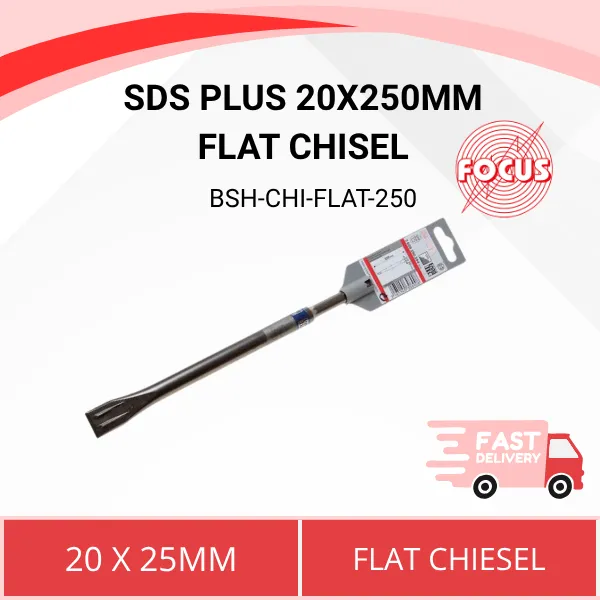 SDS PLUS 20X250MM
FLAT CHISEL
BSH-CHI-FLAT-250
FOCUS
FAST
DELIVERY
20 X 25MM
FLAT CHIESEL